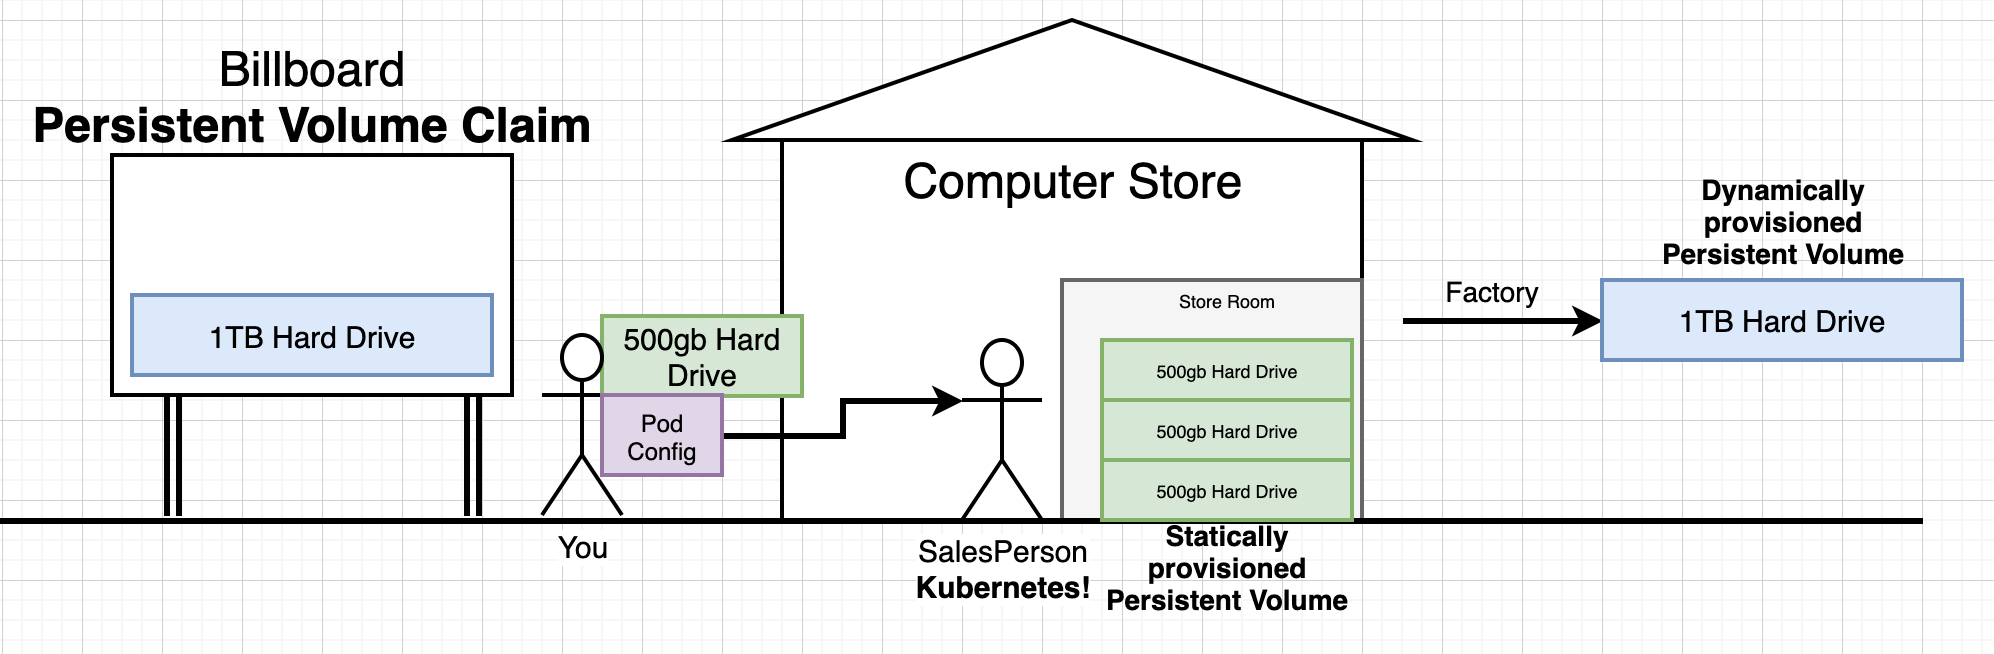 Billboard
Persistent Volume Claim
1TB Hard Drive
500gb Hard
Drive
Pod
Config
You
Computer Store
Store Room
500gb Hard Drive
500gb Hard Drive
500gb Hard Drive
SalesPerson
Kubernetes!
Statically
provisioned
Persistent Volume
Factory
Dynamically
provisioned
Persistent Volume
1TB Hard Drive